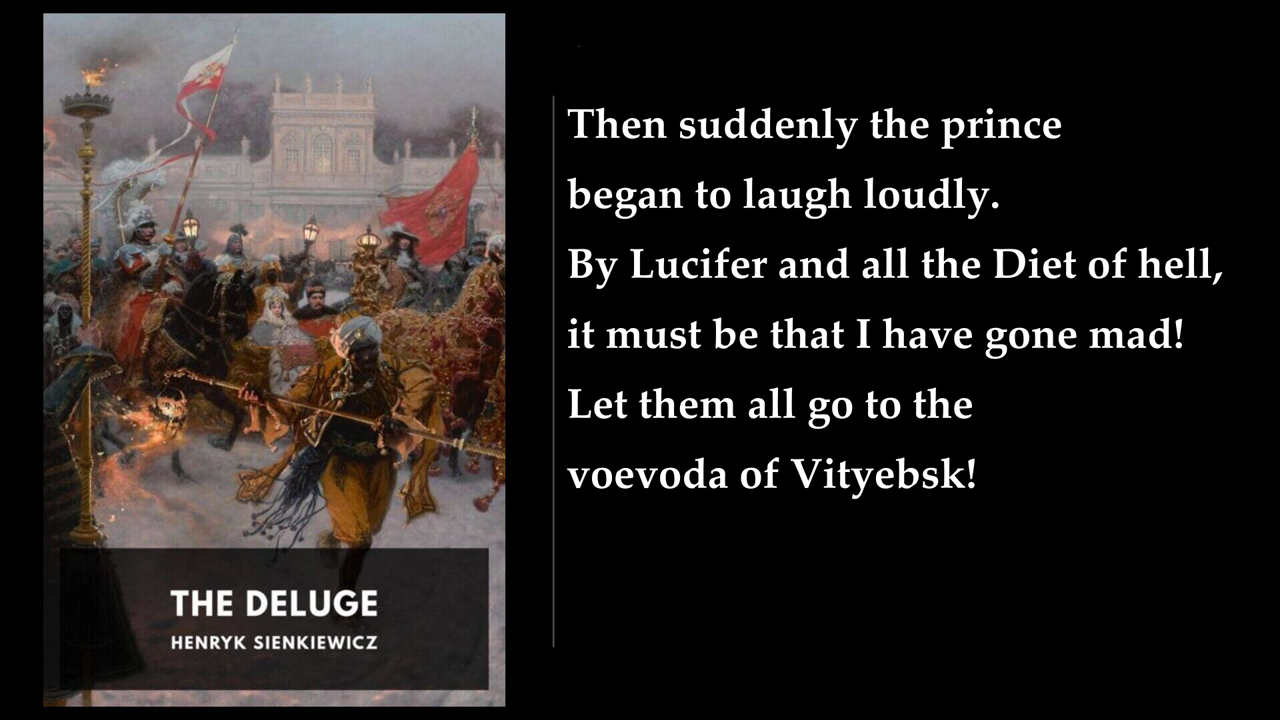 Then suddenly the prince
began to laugh loudly.
By Lucifer and all the Diet of hell,
it must be that I have gone mad!
Let them all go to the
voevoda of Vityebsk!
THE DELUGE
HENRYK SIENKIEWICZ